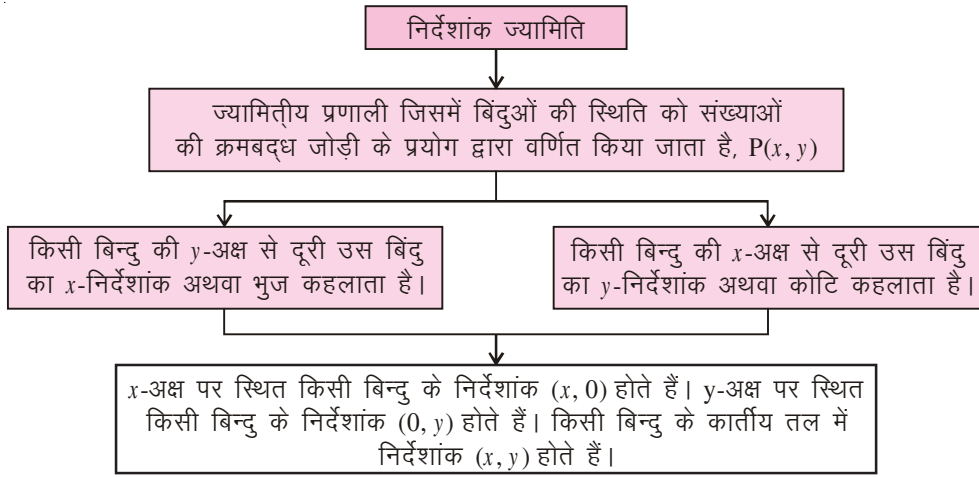 निर्देशांक ज्यामिति
ज्यामित्तीय प्रणाली जिसमें बिंदुओं की स्थिति को संख्याओं
की क्रमबद्ध जोड़ी के प्रयोग द्वारा वर्णित किया जाता है, P(x, y)
किसी बिन्दु की y-अक्ष से दूरी उस बिंदु
का x-निर्देशांक अथवा भुज कहलाता है।
किसी बिन्दु की x-अक्ष से दूरी उस बिंदु
का y-निर्देशांक अथवा कोटि कहलाता है।
x-अक्ष पर स्थित किसी बिन्दु के निर्देशांक (x, 0) होते हैं। y-अक्ष पर स्थित
किसी बिन्दु के निर्देशांक (0, y) होते हैं। किसी बिन्दु के कार्तीय तल में
निर्देशांक (x, y) होते हैं।